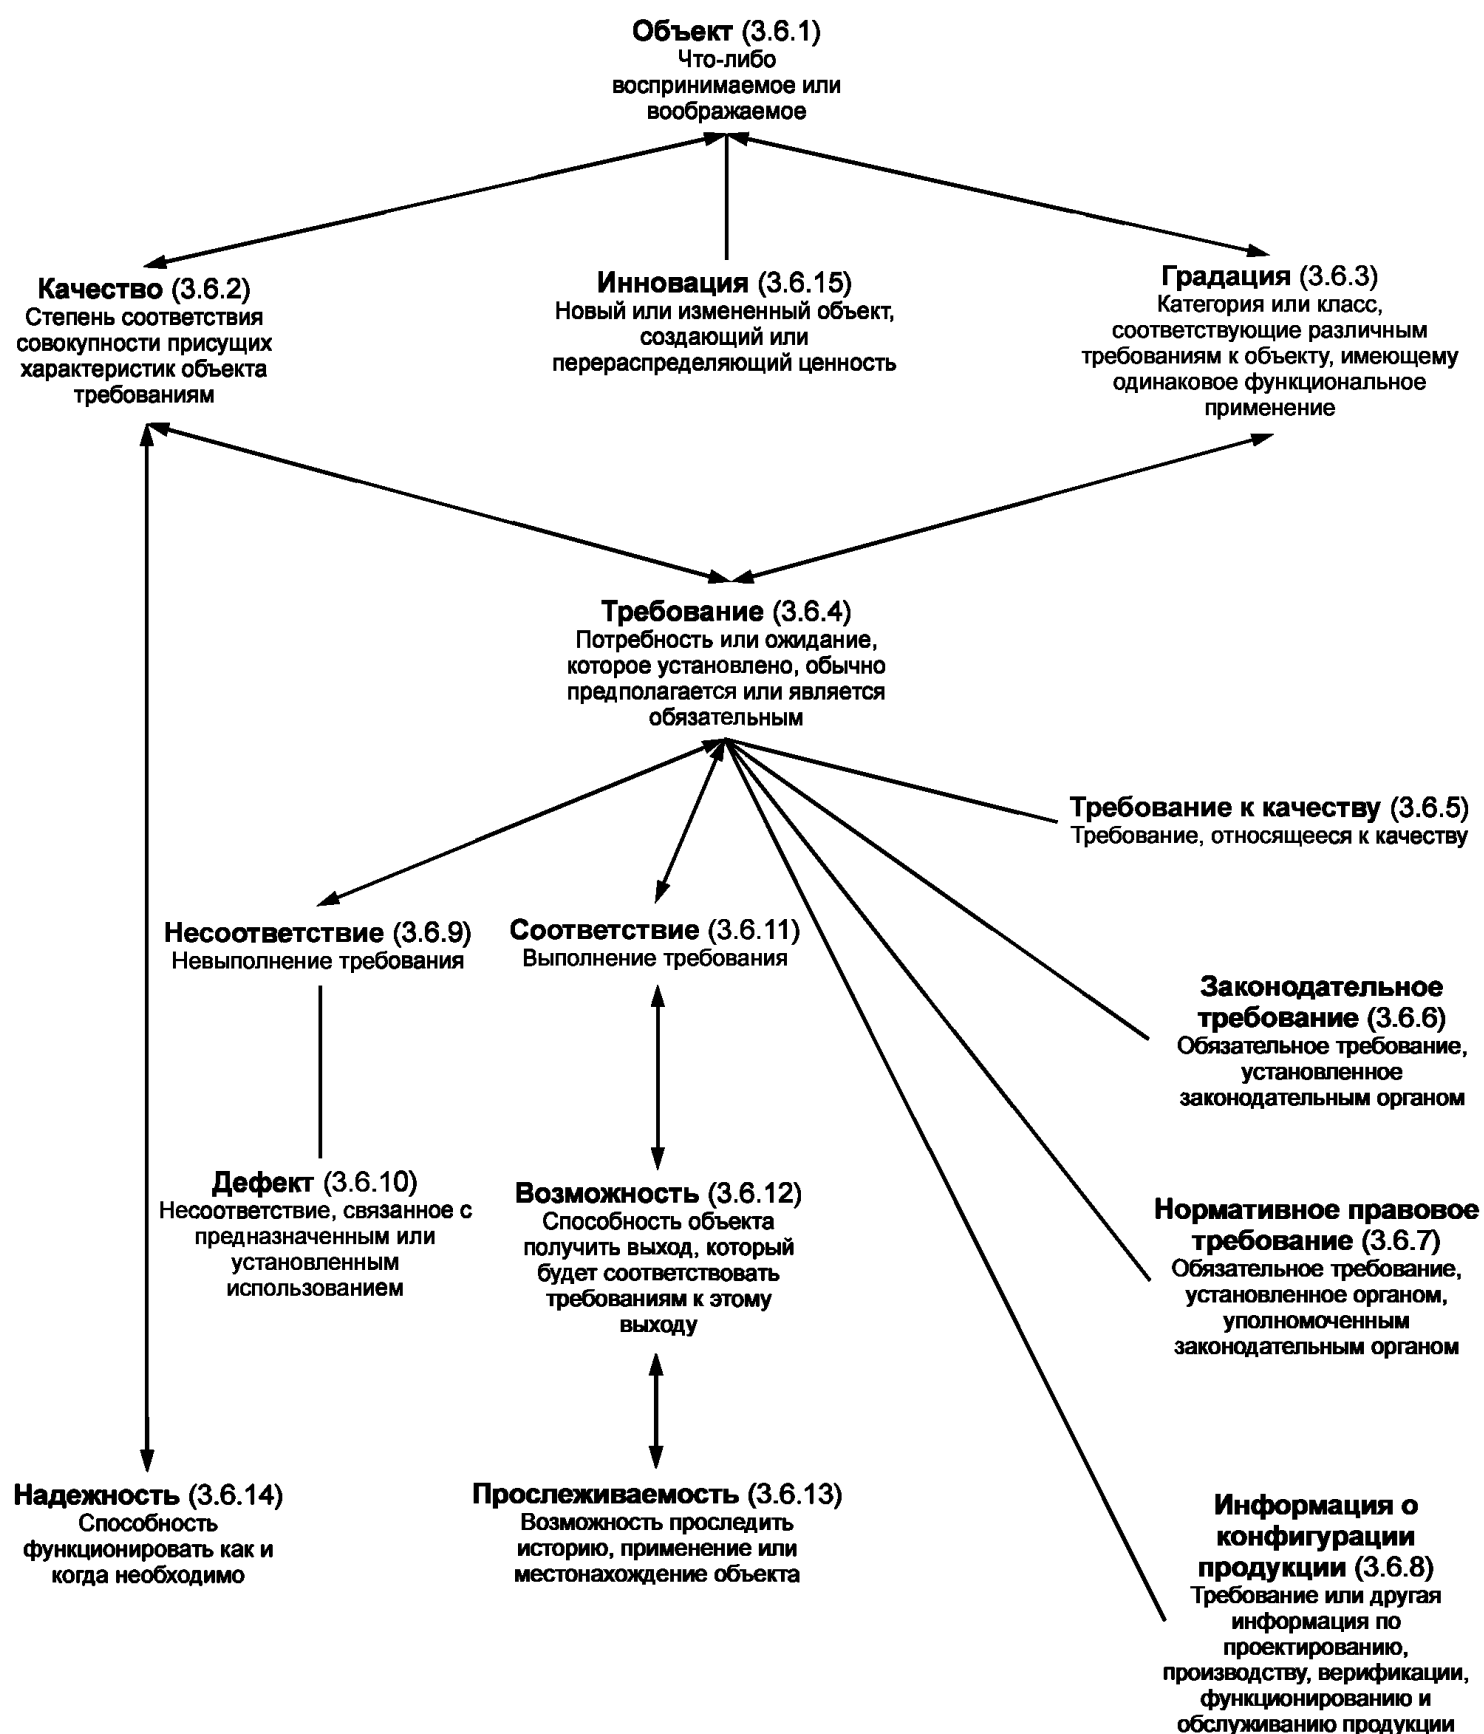 Объект (3.6.1)
Что-либо
воспринимаемое или
воображаемое
Качество (3.6.2)
Степень соответствия
совокупности присущих
характеристик объекта
требованиям
Инновация (3.6.15)
Новый или измененный объект,
создающий или
перераспределяющий ценность
Градация (3.6.3)
Категория или класс,
соответствующие различным
требованиям к объекту, имеющему
одинаковое функциональное
применение
Требование (3.6.4)
Потребность или ожидание,
которое установлено, обычно
предполагается или является
обязательным
Требование к качеству (3.6.5)
Требование, относящееся к качеству
Несоответствие (3.6.9)
Невыполнение требования
Соответствие (3.6.11)
Выполнение требования
Законодательное
требование (3.6.6)
Обязательное требование,
установленное
законодательным органом
Дефект (3.6.10)
Несоответствие, связанное с
предназначенным или
установленным
использованием
Возможность (3.6.12)
Способность объекта
получить выход, который
будет соответствовать
требованиям к этому
выходу
Нормативное правовое
требование (3.6.7)
Обязательное требование,
установленное органом,
уполномоченным
законодательным органом
Надежность (3.6.14)
Способность
функционировать как и
когда необходимо
Прослеживаемость (3.6.13)
Возможность проследить
историю, применение или
местонахождение объекта
Информация о
конфигурации
продукции (3.6.8)
Требование или другая
информация по
проектированию,
производству, верификации,
функционированию и
обслуживанию продукции